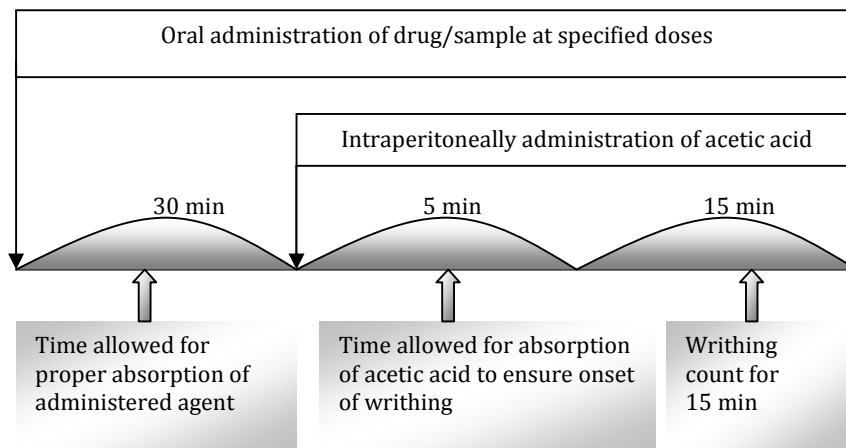 Oral administration of drug/sample at specified doses
Intraperitoneally administration of acetic acid
30 min
5 min
15 min
Time allowed for
proper absorption of
administered agent
Time allowed for absorption
of acetic acid to ensure onset
of writhing
Writhing
count for
15 min